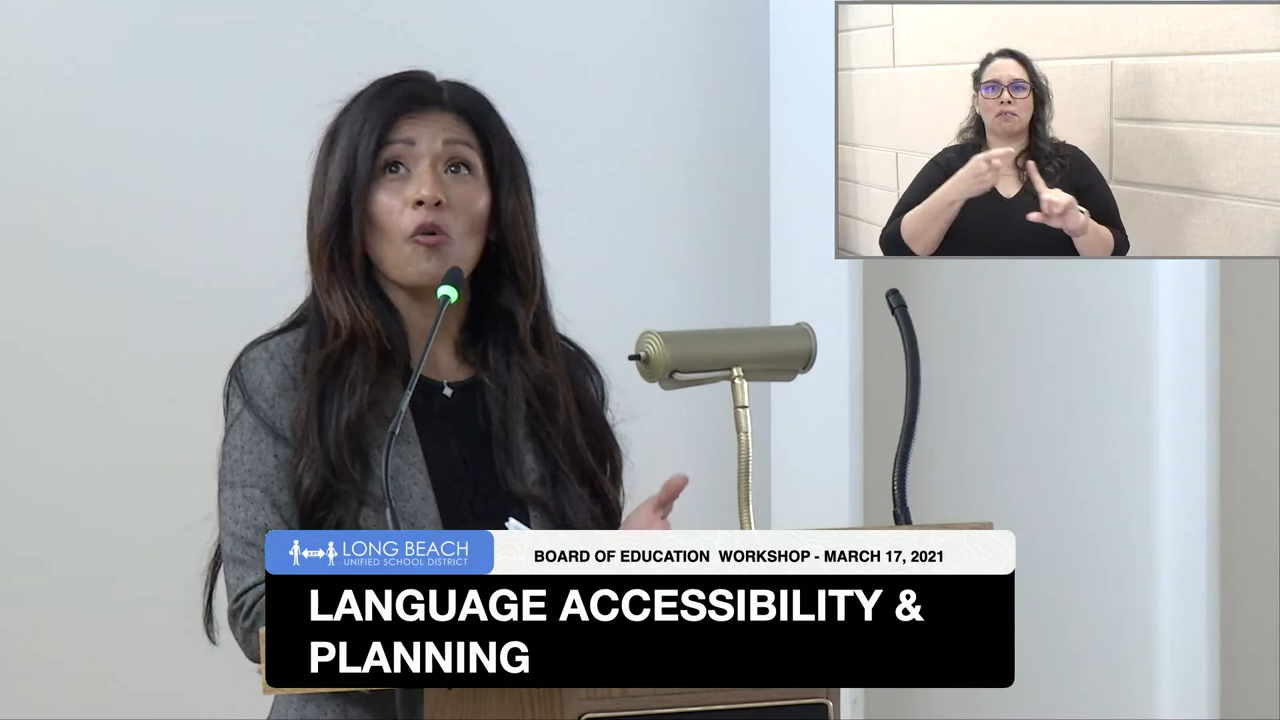 LONG BEACH
UNIFIED SCHOOL DISTRICT
BOARD OF EDUCATION WORKSHOP - MARCH 17, 2021
LANGUAGE ACCESSIBILITY &
PLANNING